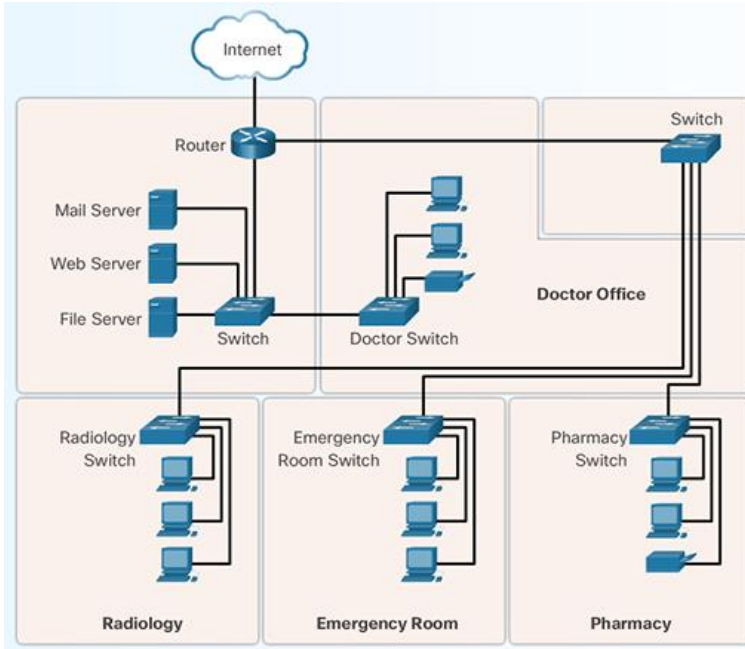 Internet
Switch
Router
Mail Server
Web Server
File Server
Switch
Doctor Switch
Doctor Office
Radiology
Switch
Emergency
Room Switch
Pharmacy
Switch
Radiology
Emergency Room
Pharmacy